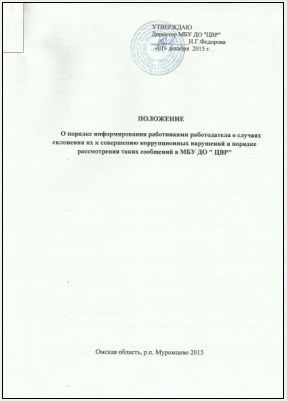 УТВЕРЖДАЮ
Директор МБУ ДО "ЦВР"
Н.Г.Федорова
«01» декабря 2015 г.
ПОЛОЖЕНИЕ
О порядке информирования работниками работодателя о случаях
склонения их к совершению коррупционных нарушений и порядке
рассмотрения таких сообщений в МБУ ДО " ЦВР"
Омская область, р.п. Муромцево 2015